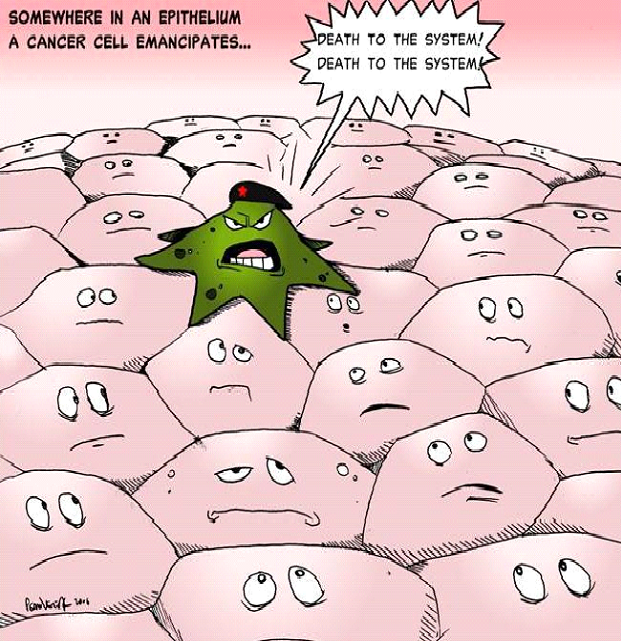 SOMEWHERE IN AN EPITHELIUM
A CANCER CELL EMANCIPATES...
DEATH TO THE SYSTEM!
DEATH TO THE SYSTEM!